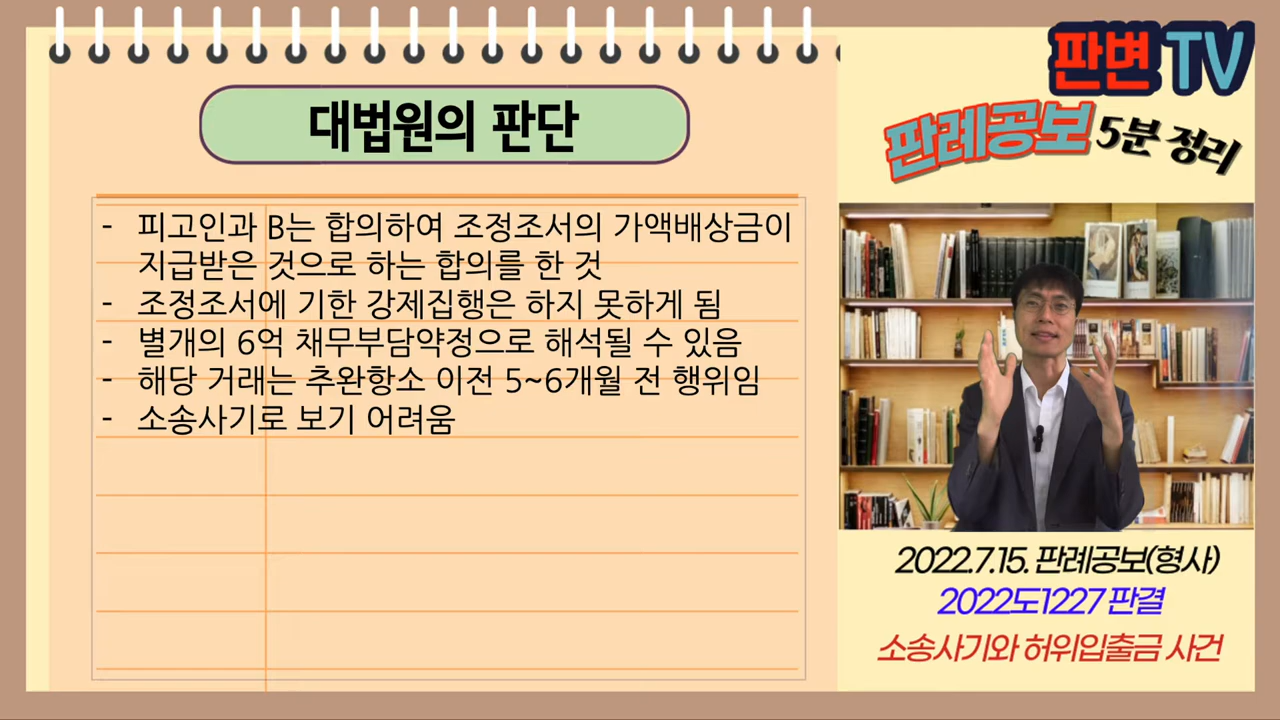 대법원의 판단
- 피고인과 B는 합의하여 조정조서의 가액배상금이
지급받은 것으로 하는 합의를 한 것
- 조정조서에 기한 강제집행은 하지 못하게 됨
- 별개의 6억 채무부담약정으로 해석될 수 있음
- 해당 거래는 추완항소 이전 5~6개월 전 행위임
- 소송사기로 보기 어려움
판변 TV
판례공보 5분 정리
2022.7.15. 판례공보(형사)
2022도1227 판결
소송사기와 허위입출금 사건